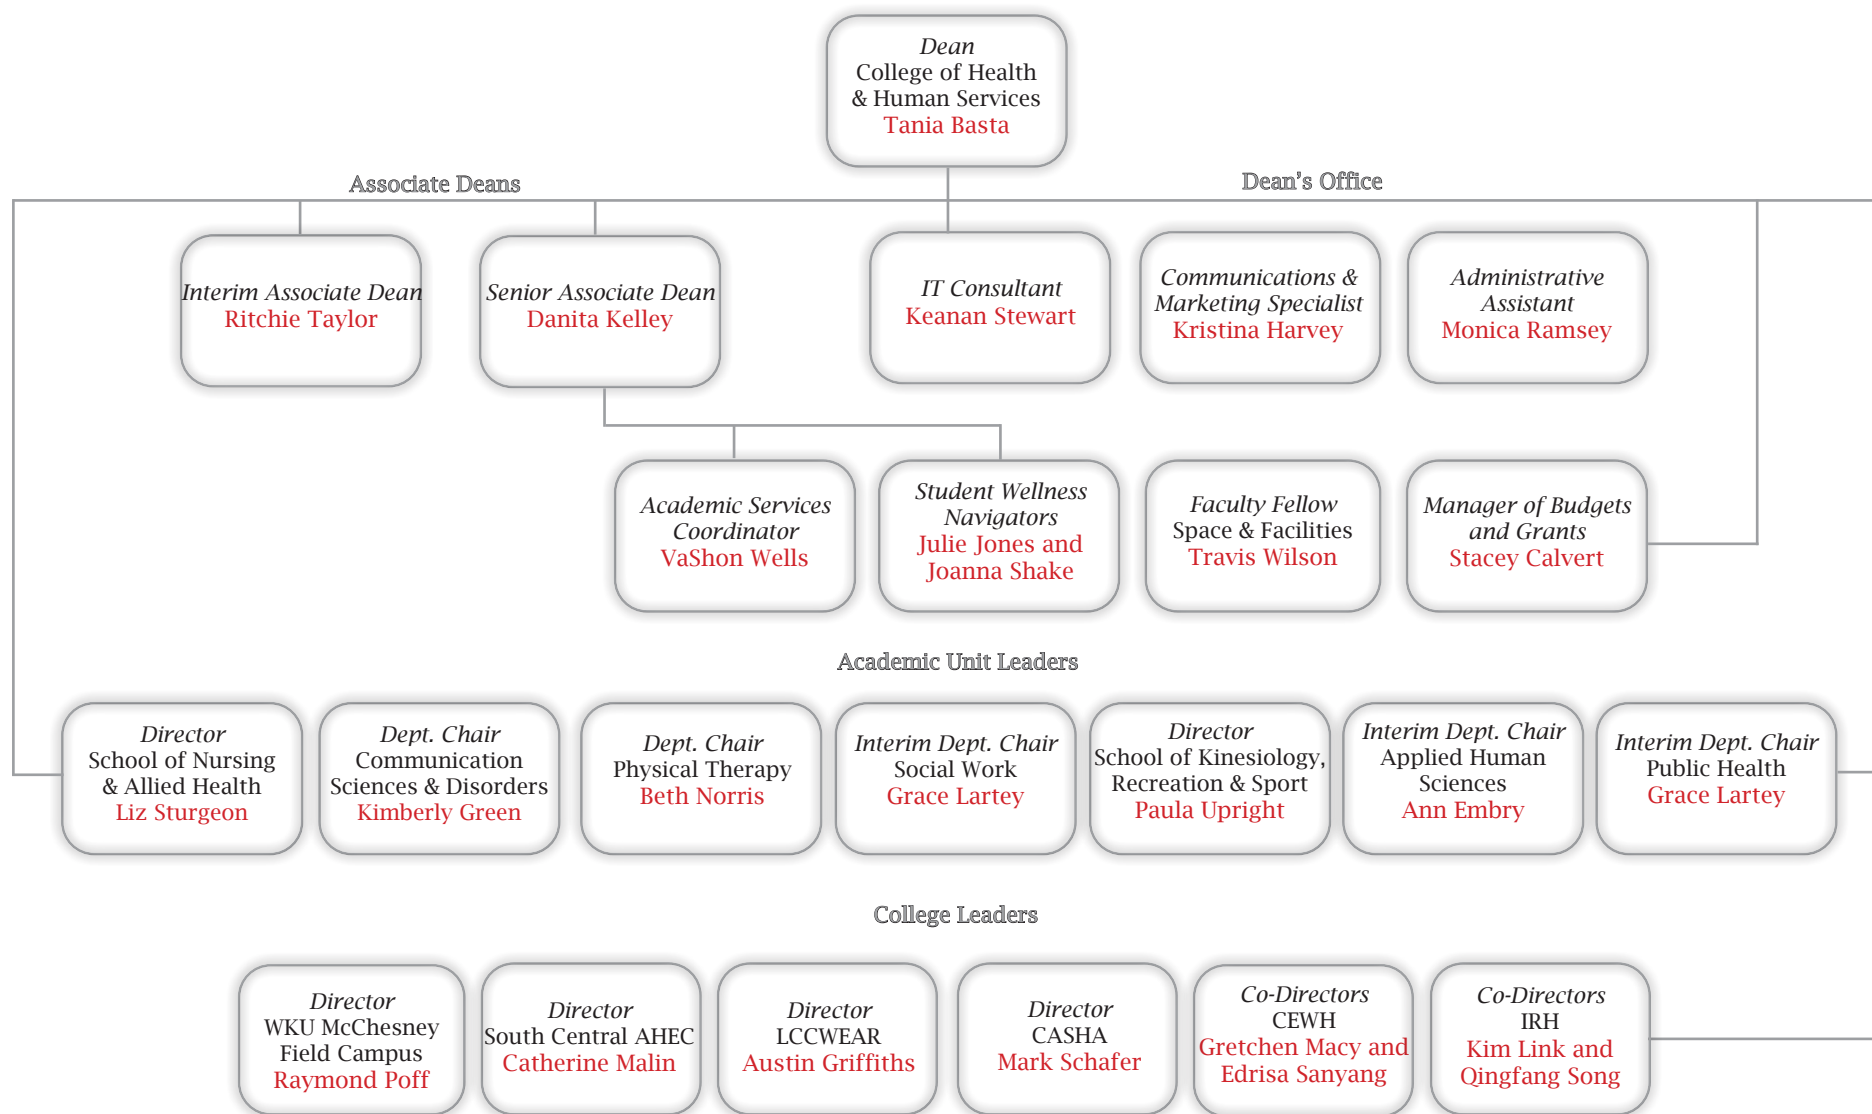 Dean
College of Health
& Human Services
Tania Basta
Associate Deans
Dean's Office
Interim Associate Dean
Ritchie Taylor
Senior Associate Dean
Danita Kelley
IT Consultant
Keanan Stewart
Communications &
Marketing Specialist
Kristina Harvey
Administrative
Assistant
Monica Ramsey
Academic Services
Coordinator
VaShon Wells
Student Wellness
Navigators
Julie Jones and
Joanna Shake
Faculty Fellow
Space & Facilities
Travis Wilson
Manager of Budgets
and Grants
Stacey Calvert
Academic Unit Leaders
Director
School of Nursing
& Allied Health
Liz Sturgeon
Dept. Chair
Communication
Sciences & Disorders
Kimberly Green
Dept. Chair
Physical Therapy
Beth Norris
Interim Dept. Chair
Social Work
Grace Lartey
Director
School of Kinesiology,
Recreation & Sport
Paula Upright
Interim Dept. Chair
Applied Human
Sciences
Ann Embry
Interim Dept. Chair
Public Health
Grace Lartey
College Leaders
Director
WKU McChesney
Field Campus
Raymond Poff
Director
South Central AHEC
Catherine Malin
Director
LCCWEAR
Austin Griffiths
Director
CASHA
Mark Schafer
Co-Directors
CEWH
Gretchen Macy and
Edrisa Sanyang
Co-Directors
IRH
Kim Link and
Qingfang Song